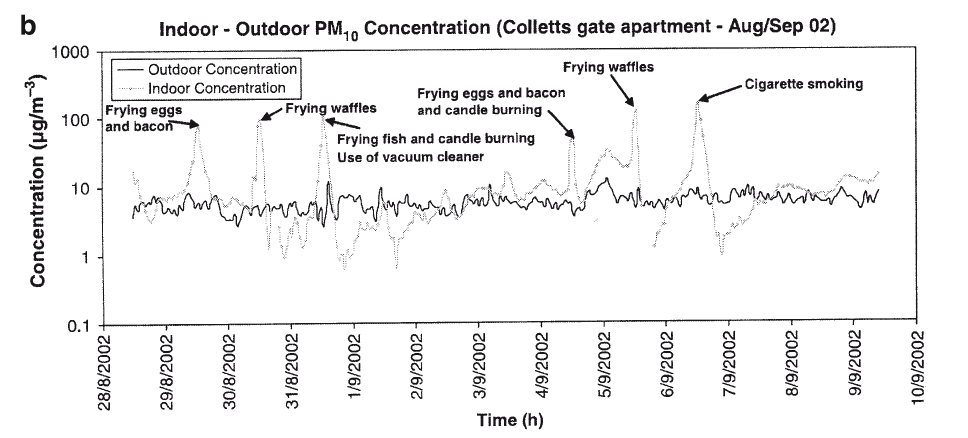 b
Indoor - Outdoor PM10 Concentration (Colletts gate apartment - Aug/Sep 02)
1000
100
10
1
0.1
Concentration (µg/m−3)
Outdoor Concentration
Indoor Concentration
Frying eggs
and bacon
Frying waffles
Frying fish and candle burning
Use of vacuum cleaner
Frying eggs and bacon
and candle burning
Frying waffles
Cigarette smoking
28/8/2002
29/8/2002
30/8/2002
31/8/2002
1/9/2002
2/9/2002
3/9/2002
4/9/2002
5/9/2002
6/9/2002
7/9/2002
8/9/2002
9/9/2002
10/9/2002
Time (h)